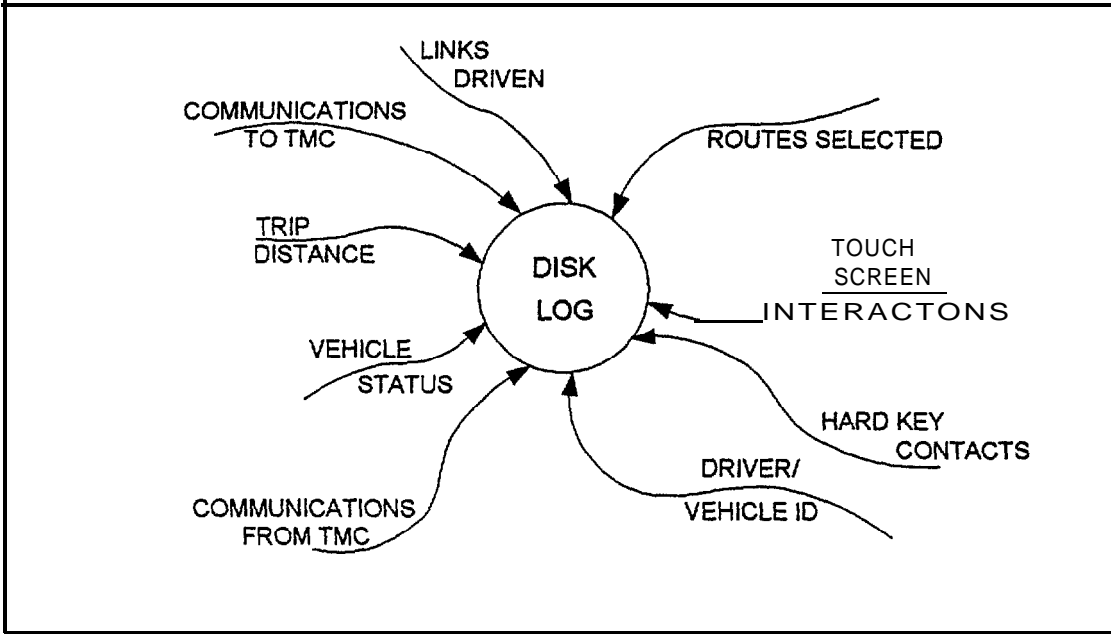 LINKS
DRIVEN
COMMUNICATIONS
TO TMC
ROUTES SELECTED
TRIP
DISTANCE
DISK
LOG
TOUCH
SCREEN
INTERACTONS
VEHICLE
STATUS
HARD KEY
CONTACTS
DRIVER/
VEHICLE ID
COMMUNICATIONS
FROM TMC